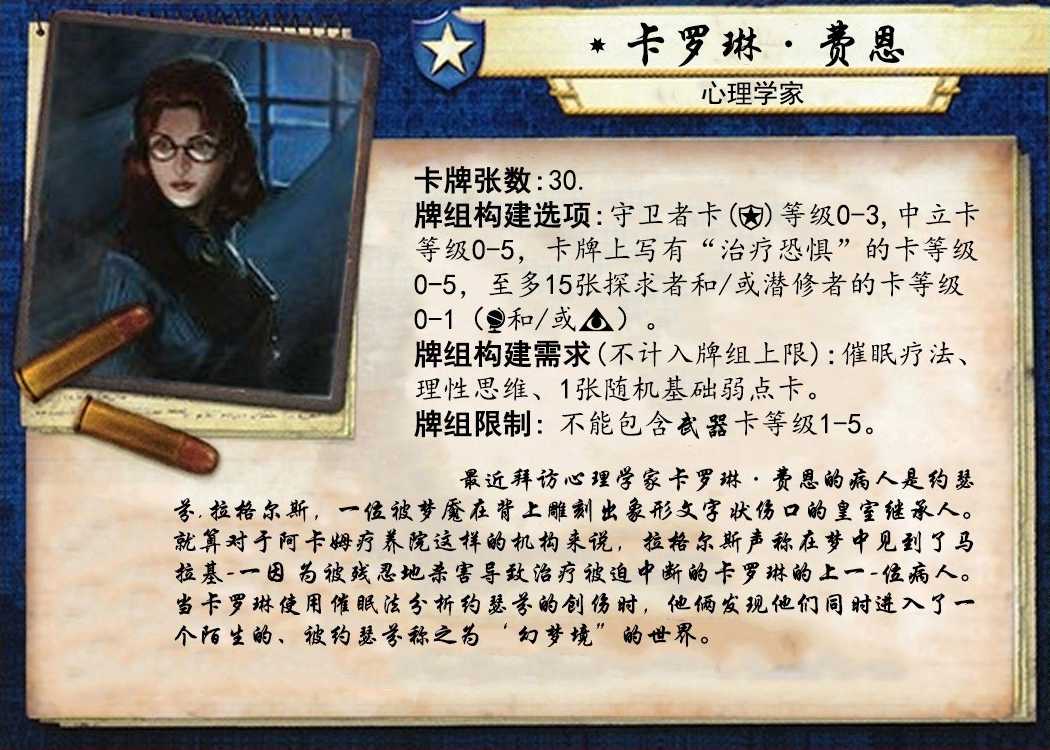 卡罗琳·费恩
心理学家
卡牌张数:30.
牌组构建选项:守卫者卡()等级0-3,中立卡
等级0-5, 卡牌上写有“治疗恐惧”的卡等级
0-5, 至多15张探求者和/或潜修者的卡等级
0-1 (和/或) 。
牌组构建需求(不计入牌组上限):催眠疗法、
理性思维、1张随机基础弱点卡。
牌组限制: 不能包含武器卡等级1-5。
最近拜访心理学家卡罗琳·费恩的病人是约瑟
芬.拉格尔斯, 一位被梦魇在背上雕刻出象形文字状伤口的皇室继承人。
就算对于阿卡姆疗养院这样的机构来说, 拉格尔斯声称在梦中见到了马
拉基-一因 为被残忍地杀害导致治疗被迫中断的卡罗琳的上一-位病人。
当卡罗琳使用催眠法分析约瑟芬的创伤时, 他俩发现他们同时进入了一
个陌生的、被约瑟芬称之为‘幻梦境”的世界。